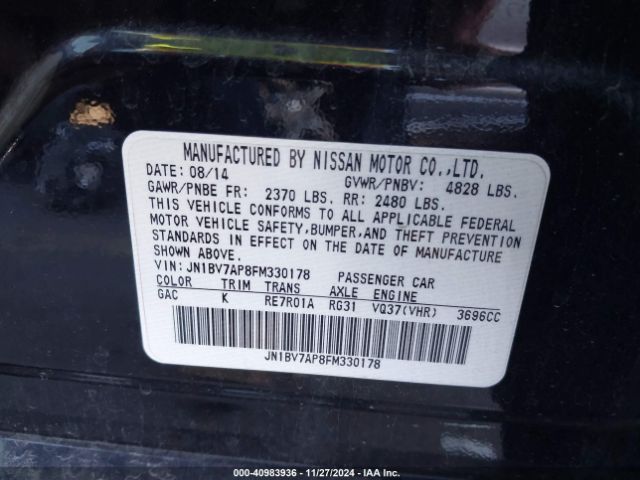 MANUFACTURED BY NISSAN MOTOR CO.,LTD.
DATE: 08/14 GVWR/PNBV: 4828 LBS.
GAWR/PNBE FR: 2370 LBS. RR: 2480 LBS.
THIS VEHICLE CONFORMS TO ALL APPLICABLE FEDERAL
MOTOR VEHICLE SAFETY, BUMPER, AND THEFT PREVENTION
STANDARDS IN EFFECT ON THE DATE OF MANUFACTURE
SHOWN ABOVE.
VIN: JN1BV7AP8FM330178 PASSENGER CAR
COLOR TRIM TRANS AXLE ENGINE
GAC K RE7R01A RG31 VQ37(VHR) 3696CC
JN1BV7AP8FM330178
000-40983936 - 11/27/2024 - IAA Inc.